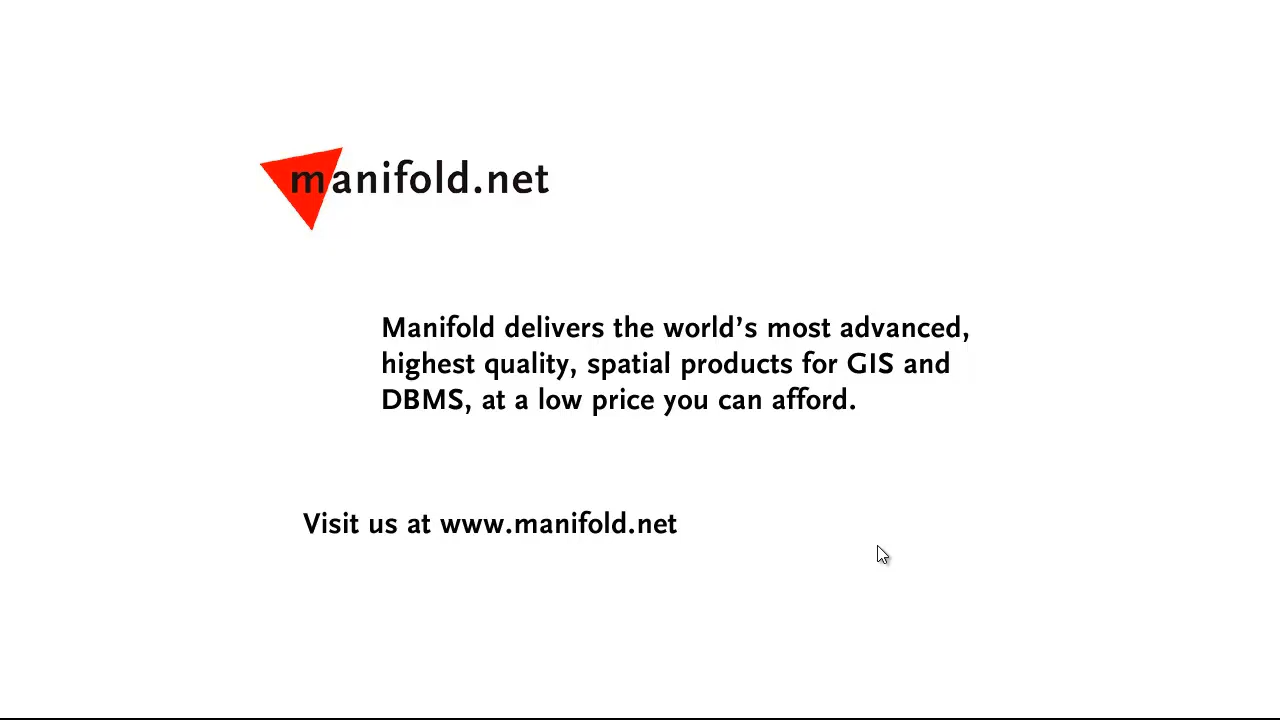 manifold.net
Manifold delivers the world’s most advanced,
highest quality, spatial products for GIS and
DBMS, at a low price you can afford.
Visit us at www.manifold.net